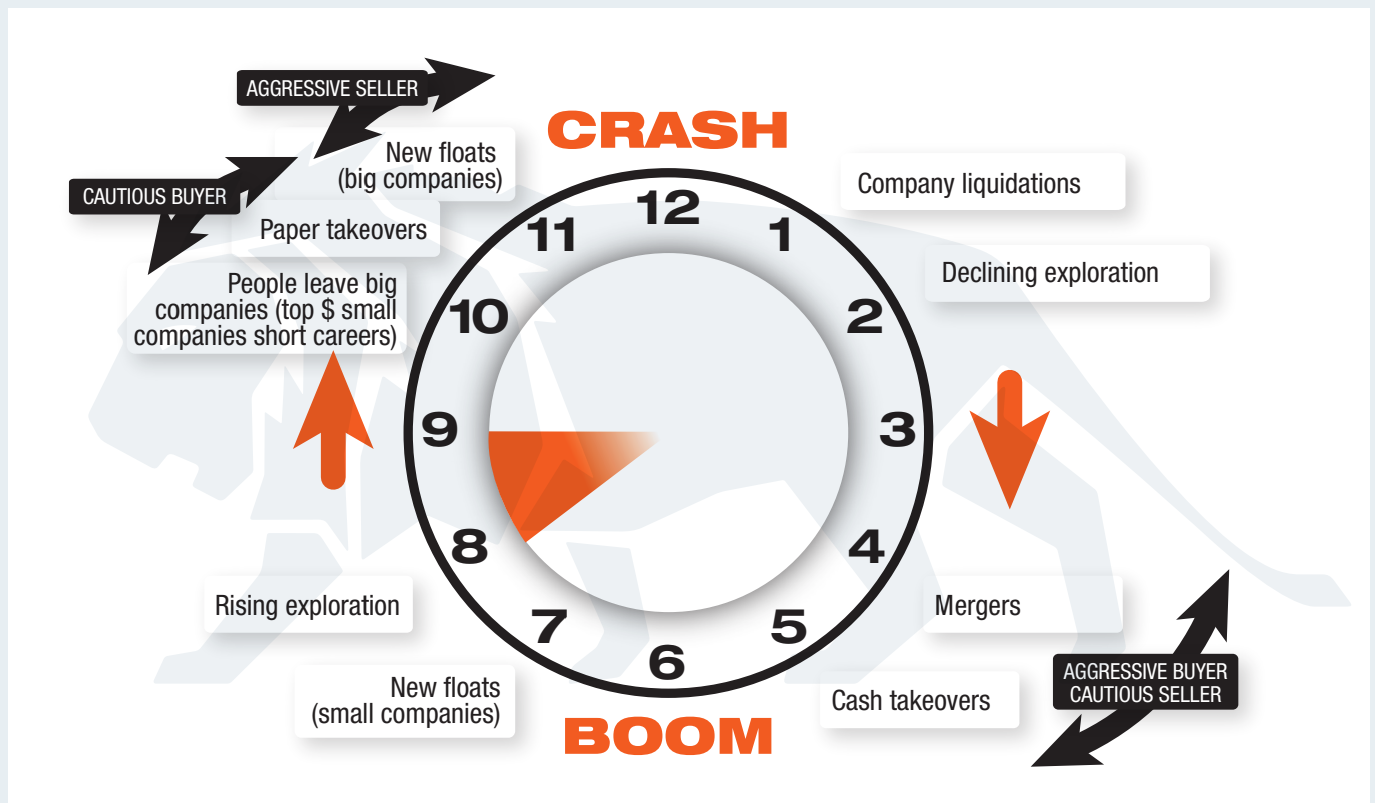 AGGRESSIVE SELLER
CRASH
New floats
(big companies)
CAUTIOUS BUYER
Paper takeovers
People leave big
companies (top $ small
companies short careers)
Company liquidations
Declining exploration
12
1
2
3
4
5
6
7
8
9
10
11
Rising exploration
New floats
(small companies)
BOOM
Mergers
Cash takeovers
AGGRESSIVE BUYER
CAUTIOUS SELLER